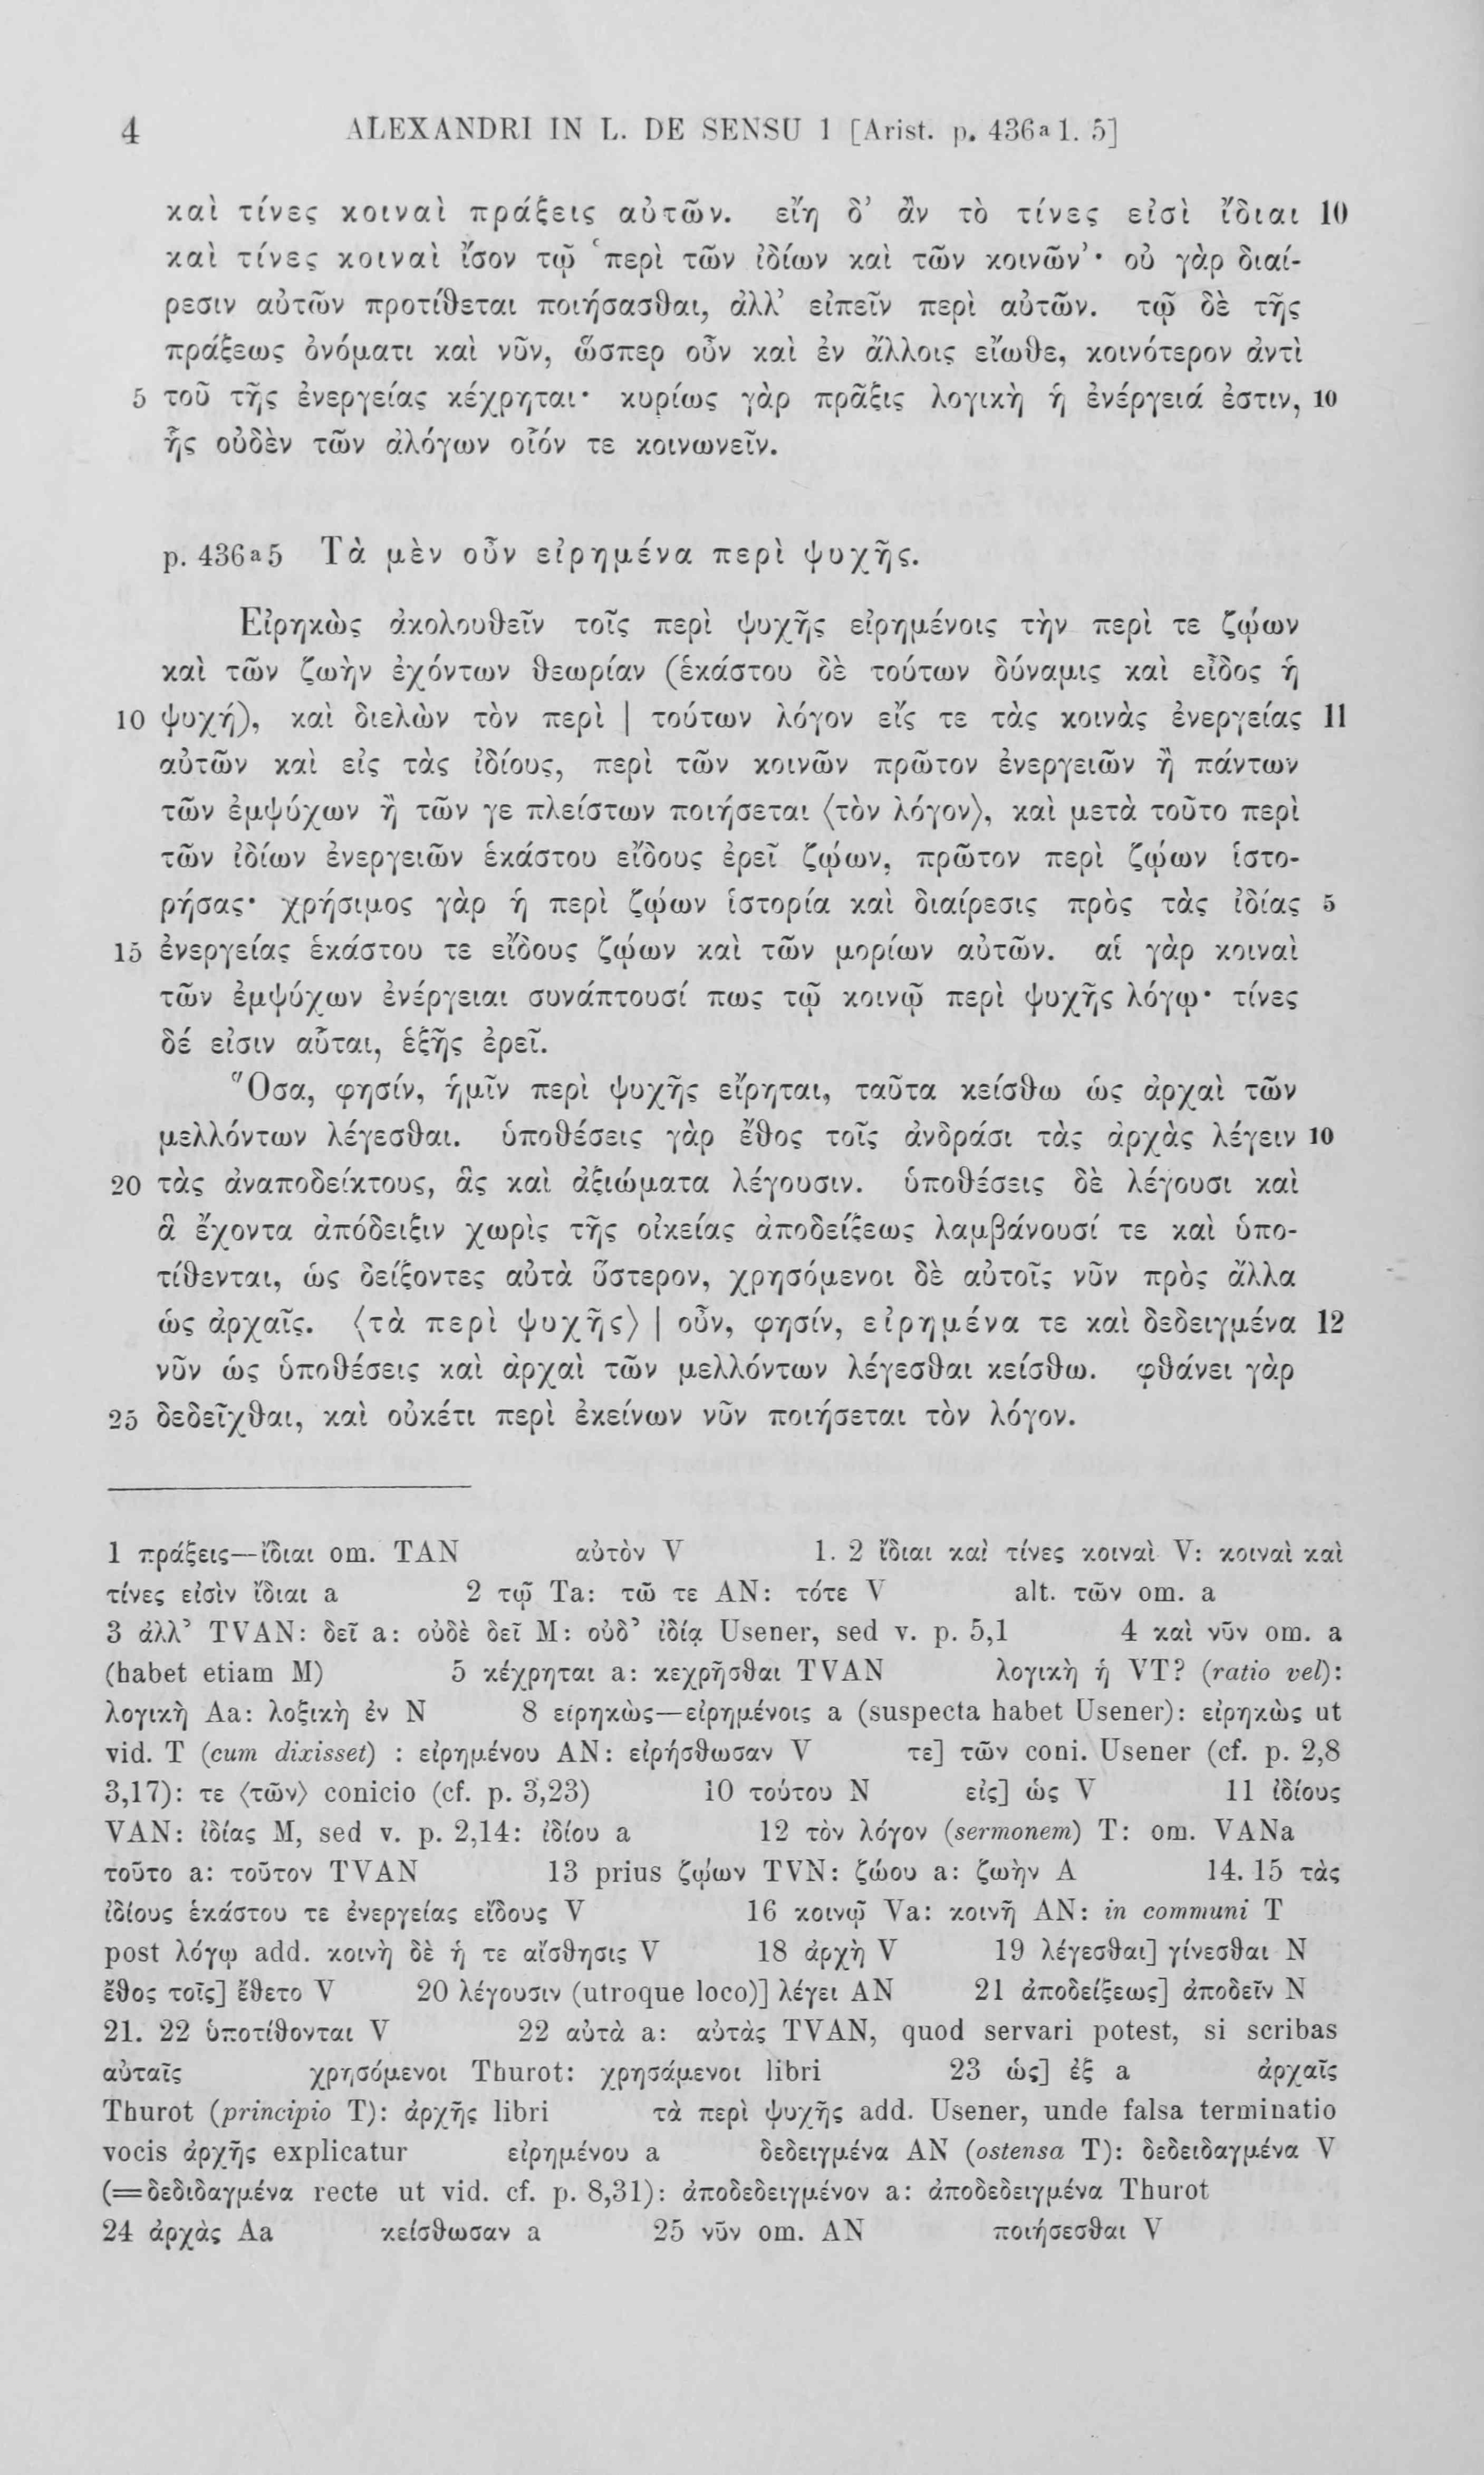 4 ALEXANDRI IN L. DE SENSU 1 [Arist. p. 436a 1. 5]
καὶ τίνες κοιναὶ πράξεις αὐτῶν. εἴη δ’ ἂν τὸ τίνες εἰσὶ ἴδιαι 10
καὶ τίνες κοιναὶ ἴσον τῷ ‘περὶ τῶν ἰδίων καὶ τῶν κοινῶν’· οὐ γὰρ διαί-
ρεσιν αὐτῶν προτίθεται ποιήσασθαι, ἀλλ’ εἰπεῖν περὶ αὐτῶν. τῷ δὲ τῆς
πράξεως ὀνόματι καὶ νῦν, ὥσπερ οὖν καὶ ἐν ἄλλοις εἴωθε, κοινότερον ἀντὶ
5 τοῦ τῆς ἐνεργείας κέχρηται· κυρίως γὰρ πρᾶξις λογικὴ ἡ ἐνέργειά ἐστιν, 10
ἧς οὐδὲν τῶν ἀλόγων οἷόν τε κοινωνεῖν.
p. 436a5 Τὰ μὲν οὖν εἰρημένα περὶ ψυχῆς.
Εἰρηκὼς ἀκολουθεῖν τοῖς περὶ ψυχῆς εἰρημένοις τὴν περὶ τε ζῴων
καὶ τῶν ζωὴν ἐχόντων θεωρίαν (ἑκάστου δὲ τούτων δύναμις καὶ εἶδος ἡ
10 ψυχή), καὶ διελὼν τὸν περὶ | τούτων λόγον εἴς τε τὰς κοινὰς ἐνεργείας 11
αὐτῶν καὶ εἰς τὰς ἰδίους, περὶ τῶν κοινῶν πρῶτον ἐνεργειῶν ἢ πάντων
τῶν ἐμψύχων ἢ τῶν γε πλείστων ποιήσεται ⟨τὸν λόγον⟩, καὶ μετὰ τοῦτο περὶ
τῶν ἰδίων ἐνεργειῶν ἑκάστου εἴδους ἐρεῖ ζῴων, πρῶτον περὶ ζῴων ἱστο-
ρήσας· χρήσιμος γὰρ ἡ περὶ ζῴων ἱστορία καὶ διαίρεσις πρὸς τὰς ἰδίας 5
15 ἐνεργείας ἑκάστου τε εἴδους ζῴων καὶ τῶν μορίων αὐτῶν. αἱ γὰρ κοιναὶ
τῶν ἐμψύχων ἐνέργειαι συνάπτουσί πως τῷ κοινῷ περὶ ψυχῆς λόγῳ· τίνες
δέ εἰσιν αὗται, ἑξῆς ἐρεῖ.
Ὅσα, φησίν, ἡμῖν περὶ ψυχῆς εἴρηται, ταῦτα κείσθω ὡς ἀρχαὶ τῶν
μελλόντων λέγεσθαι. ὑποθέσεις γὰρ ἔθος τοῖς ἀνδράσι τὰς ἀρχὰς λέγειν 10
20 τὰς ἀναποδείκτους, ἃς καὶ ἀξιώματα λέγουσιν. ὑποθέσεις δὲ λέγουσι καὶ
ἃ ἔχοντα ἀπόδειξιν χωρὶς τῆς οἰκείας ἀποδείξεως λαμβάνουσί τε καὶ ὑπο-
τίθενται, ὡς δείξοντες αὐτὰ ὕστερον, χρησόμενοι δὲ αὐτοῖς νῦν πρὸς ἄλλα
ὡς ἀρχαῖς. ⟨τὰ περὶ ψυχῆς⟩ | οὖν, φησίν, εἰρημένα τε καὶ δεδειγμένα 12
νῦν ὡς ὑποθέσεις καὶ ἀρχαὶ τῶν μελλόντων λέγεσθαι κείσθω. φθάνει γὰρ
25 δεδεῖχθαι, καὶ οὐκέτι περὶ ἐκείνων νῦν ποιήσεται τὸν λόγον.
1 πράξεις—ἴδιαι om. TAN αὐτὸν V 1. 2 ἴδιαι καὶ τίνες κοιναὶ V: κοιναὶ καὶ
τίνες εἰσὶν ἴδιαι a 2 τῷ Ta: τῶ τε AN: τότε V alt. τῶν om. a
3 ἀλλ’ TVAN: δεῖ a: οὐδὲ δεῖ M: οὐδ’ ἰδίᾳ Usener, sed v. p. 5,1 4 καὶ νῦν om. a
(habet etiam M) 5 κέχρηται a: κεχρῆσθαι TVAN λογικὴ ἡ VT? (ratio vel):
λογικὴ Aa: λοξικὴ ἐν N 8 εἰρηκὼς—εἰρημένοις a (suspecta habet Usener): εἰρηκὼς ut
vid. T (cum dixisset) : εἰρημένου AN: εἰρήσθωσαν V τε] τῶν coni. Usener (cf. p. 2,8
3,17): τε ⟨τῶν⟩ conicio (cf. p. 3,23) 10 τούτου N εἰς] ὡς V 11 ἰδίους
VAN: ἰδίας M, sed v. p. 2,14: ἰδίου a 12 τὸν λόγον (sermonem) T: om. VANa
τοῦτο a: τοῦτον TVAN 13 prius ζῴων TVN: ζώου a: ζωὴν A 14. 15 τὰς
ἰδίους ἑκάστου τε ἐνεργείας εἴδους V 16 κοινῷ Va: κοινῆ AN: in communi T
post λόγῳ add. κοινὴ δὲ ἥ τε αἴσθησις V 18 ἀρχὴ V 19 λέγεσθαι] γίνεσθαι N
ἔθος τοῖς] ἔθετο V 20 λέγουσιν (utroque loco)] λέγει AN 21 ἀποδείξεως] ἀποδεῖν N
21. 22 ὑποτίθονται V 22 αὐτὰ a: αὐτὰς TVAN, quod servari potest, si scribas
αὐταῖς χρησόμενοι Thurot: χρησάμενοι libri 23 ὡς] ἐξ a ἀρχαῖς
Thurot (principio T): ἀρχῆς libri τὰ περὶ ψυχῆς add. Usener, unde falsa terminatio
vocis ἀρχῆς explicatur εἰρημένου a δεδειγμένα AN (ostensa T): δεδειδαγμένα V
(=δεδιδαγμένα recte ut vid. cf. p. 8,31): ἀποδεδειγμένον a: ἀποδεδειγμένα Thurot
24 ἀρχὰς Aa κείσθωσαν a 25 νῦν om. AN ποιήσεσθαι V